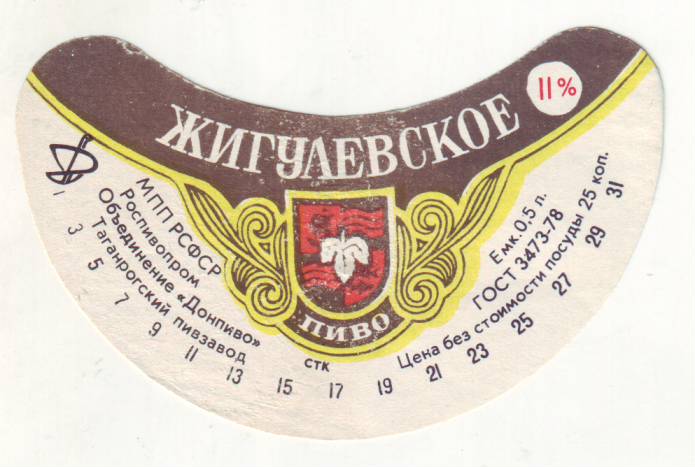 ЖИГУЛЕВСКОЕ
11%
ПИВО
МПП РСФСР
Роспивопром
Объединение «Донпиво»
Таганрогский пивзавод
Емк. 0,5 л.
ГОСТ 3473-78
Цена без стоимости посуды 25 коп.
стк
1 3 5 7 9 11 13 15 17 19 21 23 25 27 29 31